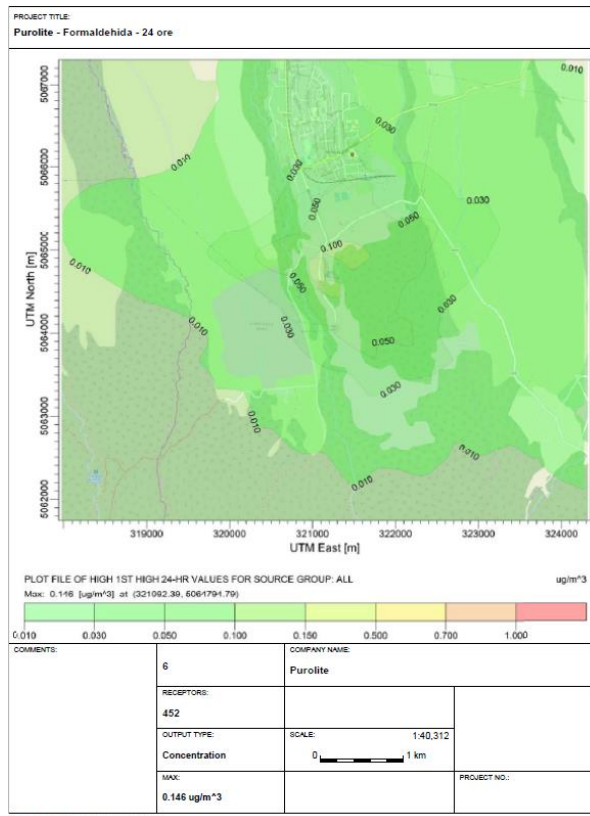 PROJECT TITLE:
Purolite - Formaldehida - 24 ore
0.010
0.030
0.010
0.030
0.050
0.030
0.050
0.100
0.010
0.050
0.030
0.010
0.030
0.050
0.030
0.010
0.010
0.010
UTM North [m]
5067000
5066000
5065000
5064000
5063000
5062000
319000 320000 321000 322000 323000 324000
UTM East [m]
PLOT FILE OF HIGH 1ST HIGH 24-HR VALUES FOR SOURCE GROUP: ALL ug/m^3
Max: 0.146 [ug/m^3] at (321092.39, 5064794.79)
0.010 0.030 0.050 0.100 0.150 0.500 0.700 1.000
COMMENTS:
6
COMPANY NAME:
Purolite
RECEPTORS:
452
OUTPUT TYPE:
Concentration
SCALE: 1:40,312
0 1 km
MAX:
0.146 ug/m^3
PROJECT NO.: